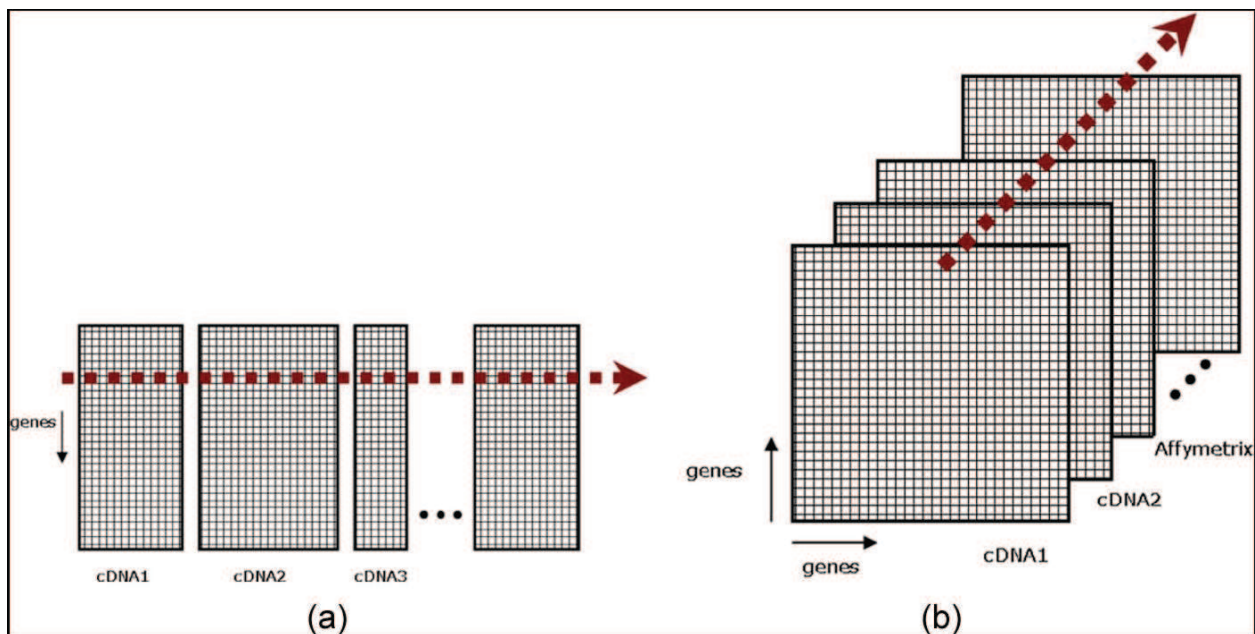 genes
cDNA1
cDNA2
cDNA3
(a)
genes
genes
cDNA1
cDNA2
Affymetrix
(b)